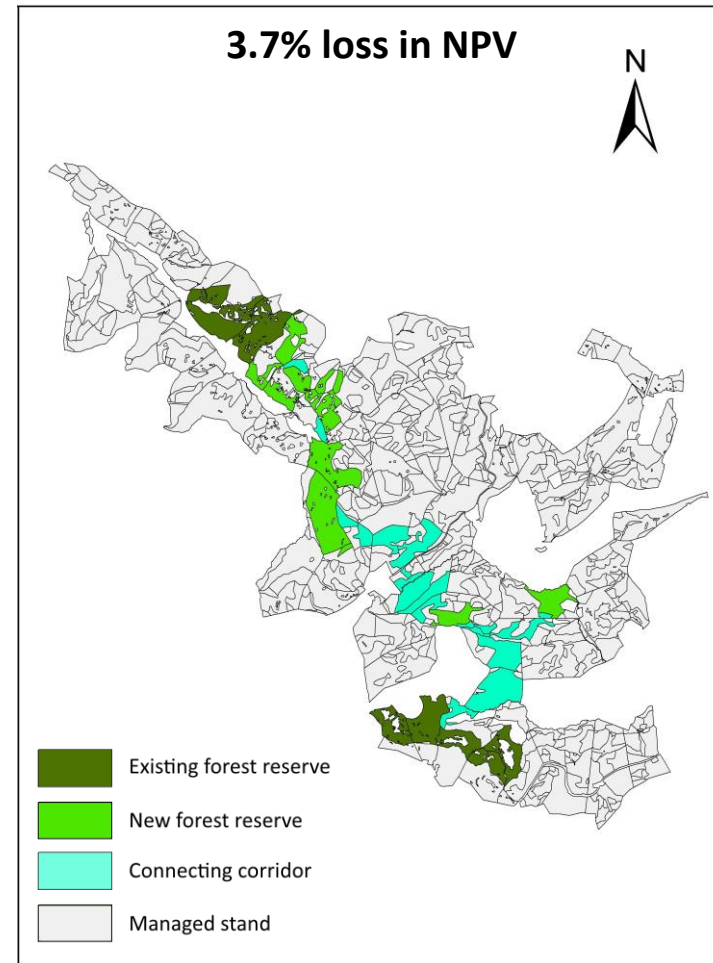 3.7% loss in NPV
N
Existing forest reserve
New forest reserve
Connecting corridor
Managed stand